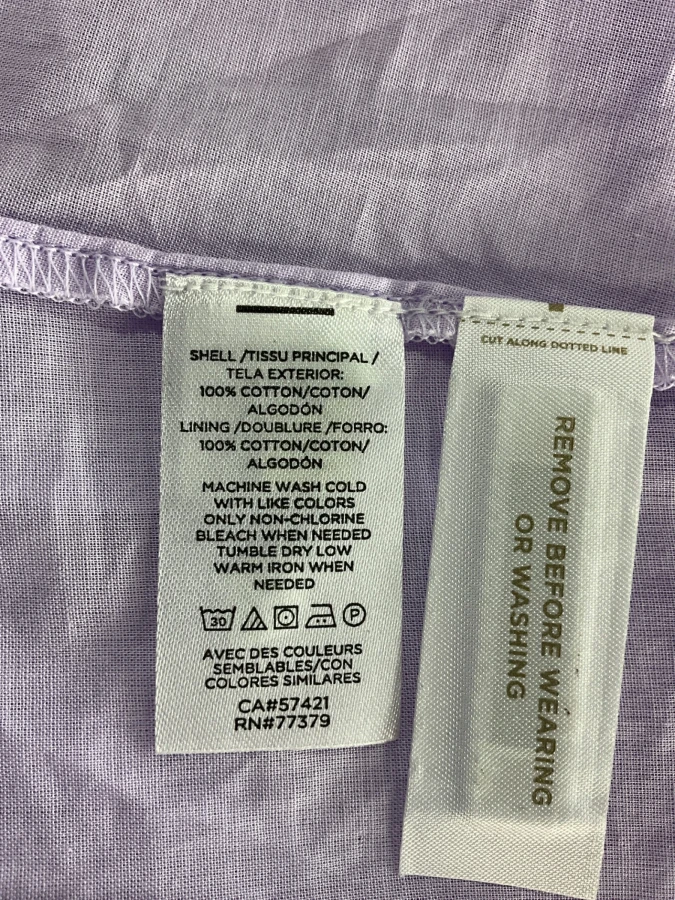 SHELL /TISSU PRINCIPAL /
TELA EXTERIOR:
100% COTTON/COTON/
ALGODÓN
LINING /DOUBLURE /FORRO:
100% COTTON/COTON/
ALGODÓN
MACHINE WASH COLD
WITH LIKE COLORS
ONLY NON-CHLORINE
BLEACH WHEN NEEDED
TUMBLE DRY LOW
WARM IRON WHEN
NEEDED
30 P
AVEC DES COULEURS
SEMBLABLES/CON
COLORES SIMILARES
CA#57421
RN#77379
CUT ALONG DOTTED LINE
REMOVE BEFORE WEARING
OR WASHING